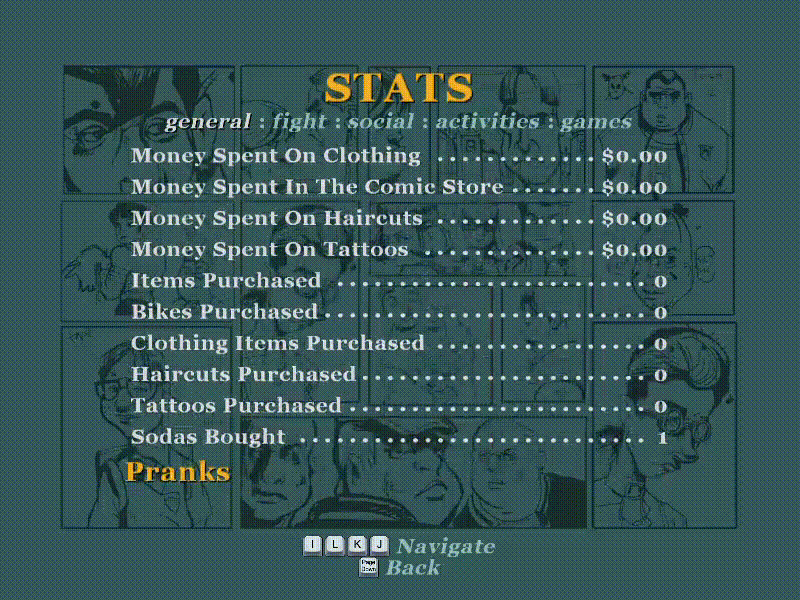 STATS
general : fight : social : activities : games
Money Spent On Clothing ............. $0.00
Money Spent In The Comic Store ....... $0.00
Money Spent On Haircuts ............. $0.00
Money Spent On Tattoos .............. $0.00
Items Purchased ......................... 0
Bikes Purchased .......................... 0
Clothing Items Purchased ................. 0
Haircuts Purchased ....................... 0
Tattoos Purchased ........................ 0
Sodas Bought ............................ 1
Pranks
I L K J Navigate
Page Down Back